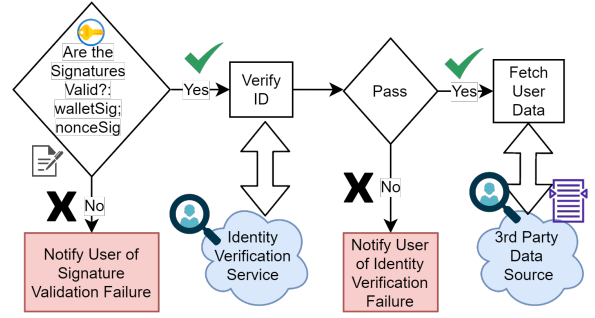 Are the
Signatures
Valid?:
walletSig;
nonceSig
Yes
Verify
ID
Pass
Yes
Fetch
User
Data
No
No
Notify User of
Signature
Validation Failure
Identity
Verification
Service
Notify User
of Identity
Verification
Failure
3rd Party
Data
Source